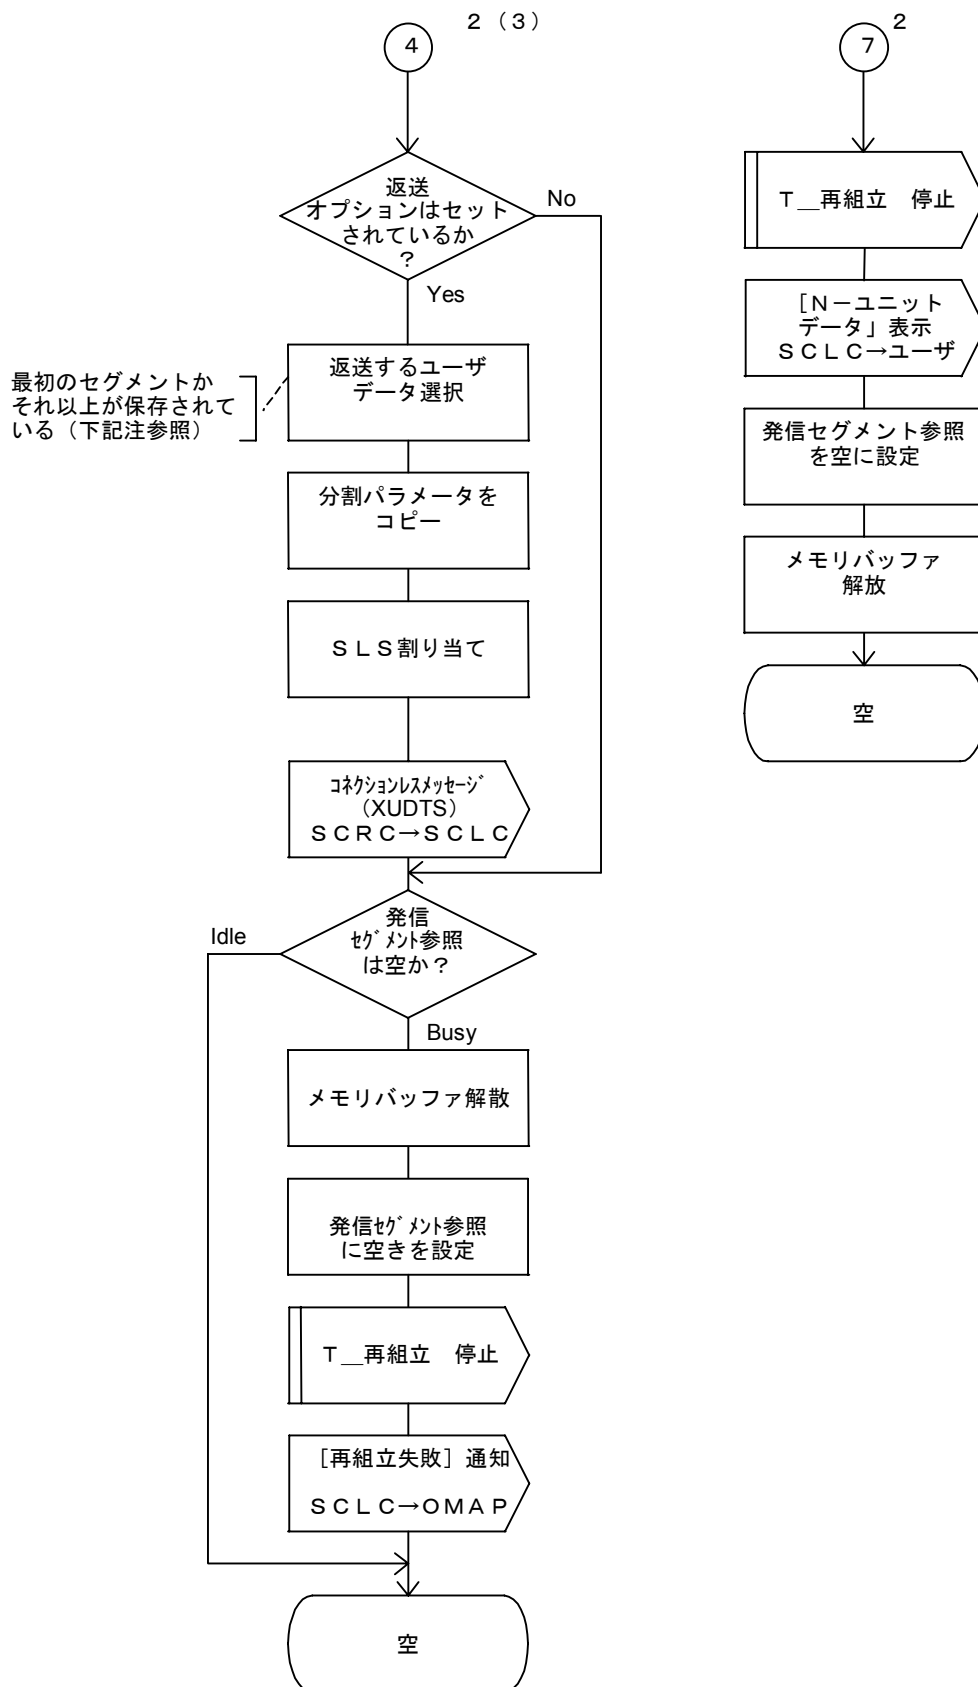 ２（３）
４
返送
オプションはセット
されているか
？
No
Yes
最初のセグメントか
それ以上が保存されて
いる（下記注参照）
返送するユーザ
データ選択
分割パラメータを
コピー
ＳＬＳ割り当て
ｺﾈｸｼｮﾝﾚｽﾒｯｾｰｼﾞ
（XUDTS）
ＳＣＲＣ→ＳＣＬＣ
発信
ｾｸﾞﾒﾝﾄ参照
は空か？
Idle
Busy
メモリバッファ解散
発信ｾｸﾞﾒﾝﾄ参照
に空きを設定
Ｔ＿再組立　停止
［再組立失敗］通知
ＳＣＬＣ→ＯＭＡＰ
空
２
７
Ｔ＿再組立　停止
［Ｎ－ユニット
データ」表示
ＳＣＬＣ→ユーザ
発信セグメント参照
を空に設定
メモリバッファ
解放
空